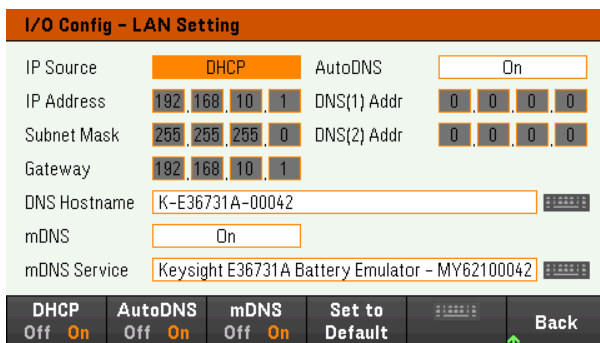 I/O Config - LAN Setting
IP Source DHCP AutoDNS On
IP Address 192.168.10.1 DNS(1) Addr 0.0.0.0
Subnet Mask 255.255.255.0 DNS(2) Addr 0.0.0.0
Gateway 192.168.10.1
DNS Hostname K-E36731A-00042
mDNS On
mDNS Service Keysight E36731A Battery Emulator - MY62100042
DHCP AutoDNS mDNS Set to
Off On Off On Off On Default Back